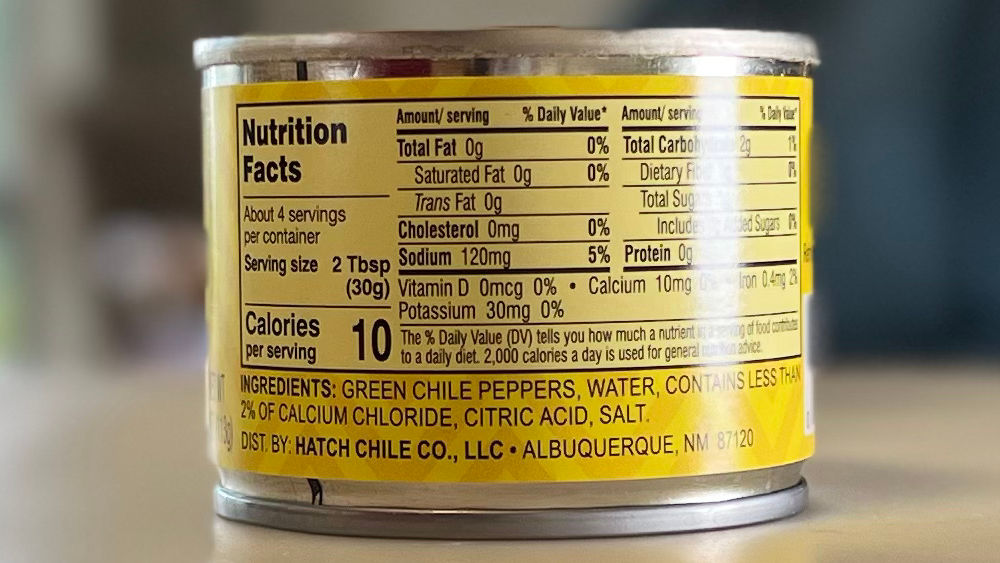 Nutrition
Facts
About 4 servings
per container
Serving size 2 Tbsp
(30g)
Calories 10
per serving
Amount/ serving % Daily Value*
Total Fat 0g 0%
Saturated Fat 0g 0%
Trans Fat 0g
Cholesterol 0mg 0%
Sodium 120mg 5%
Amount/ serving % Daily Value*
Total Carbohydrate 2g 1%
Dietary 0%
Total
Includes Added Sugars 0%
Protein 0g
Vitamin D 0mcg 0% • Calcium 10mg 0% Iron 0.4mg 2%
Potassium 30mg 0%
The % Daily Value (DV) tells you how much a nutrient in a serving of food contributes
to a daily diet. 2,000 calories a day is used for general nutrition advice.
INGREDIENTS: GREEN CHILE PEPPERS, WATER, CONTAINS LESS THAN
2% OF CALCIUM CHLORIDE, CITRIC ACID, SALT.
DIST. BY: HATCH CHILE CO., LLC • ALBUQUERQUE, NM 87120